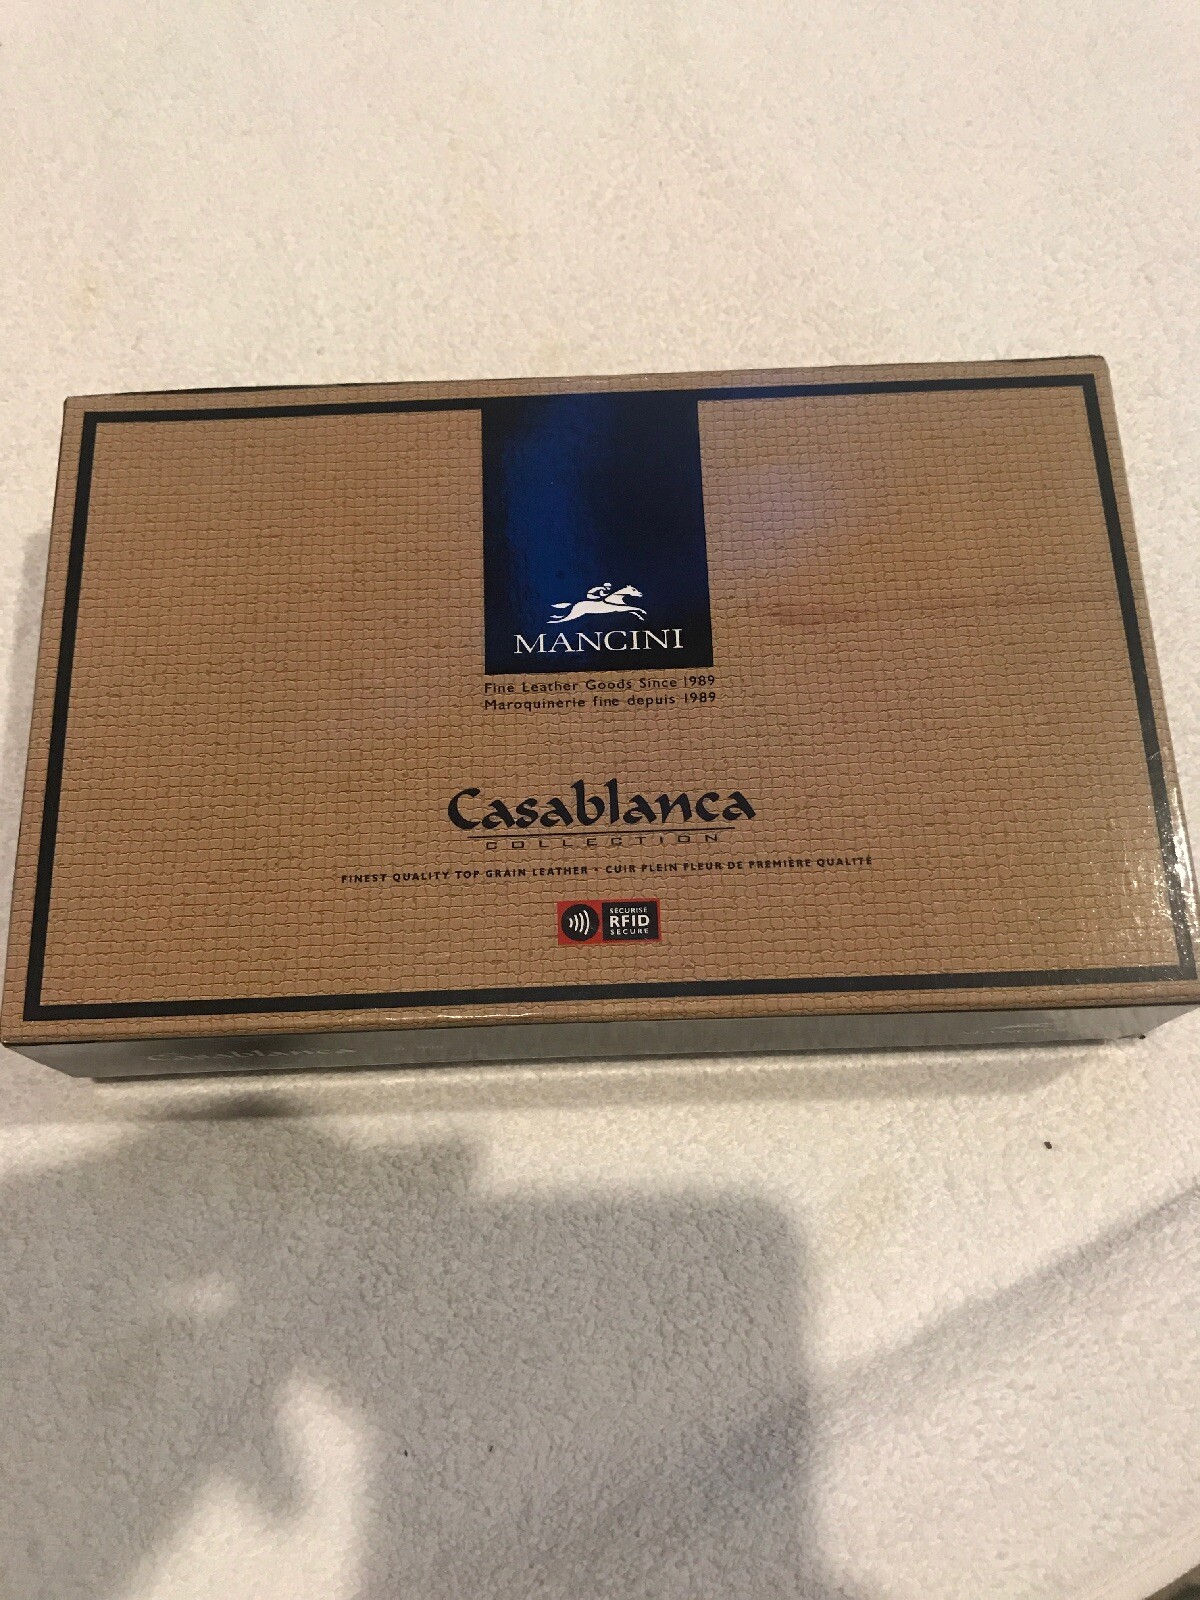 MANCINI
Fine Leather Goods Since 1989
Maroquinerie fine depuis 1989
Casablanca
COLLECTION
FINEST QUALITY TOP GRAIN LEATHER • CUIR PLEIN FLEUR DE PREMIÈRE QUALITÉ
SÉCURISÉ
RFID
SECURE
Casablanca